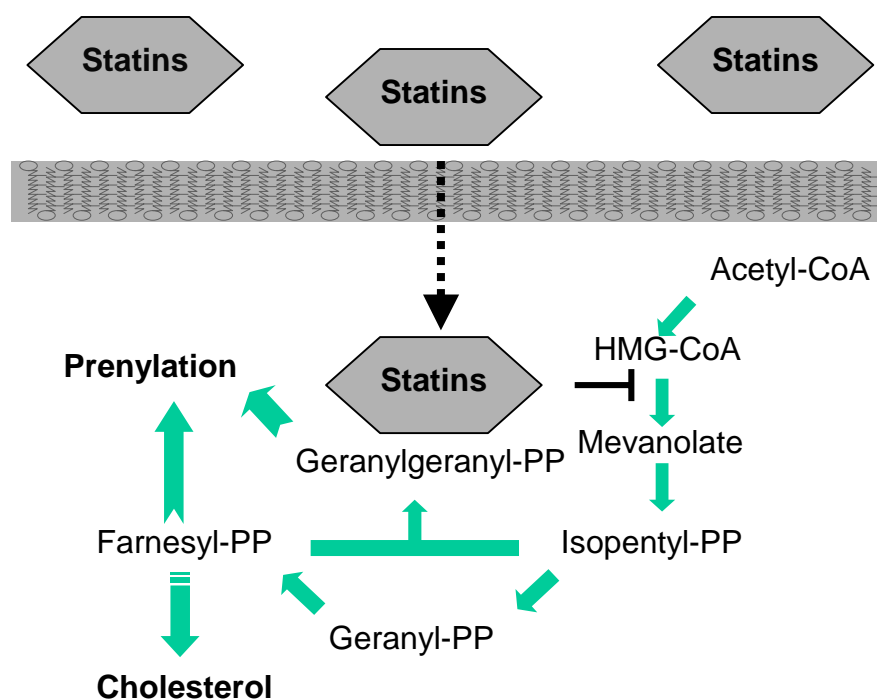 Statins
Statins
Statins
Acetyl-CoA
HMG-CoA
Prenylation
Statins
Mevanolate
Geranylgeranyl-PP
Farnesyl-PP
Isopentyl-PP
Geranyl-PP
Cholesterol